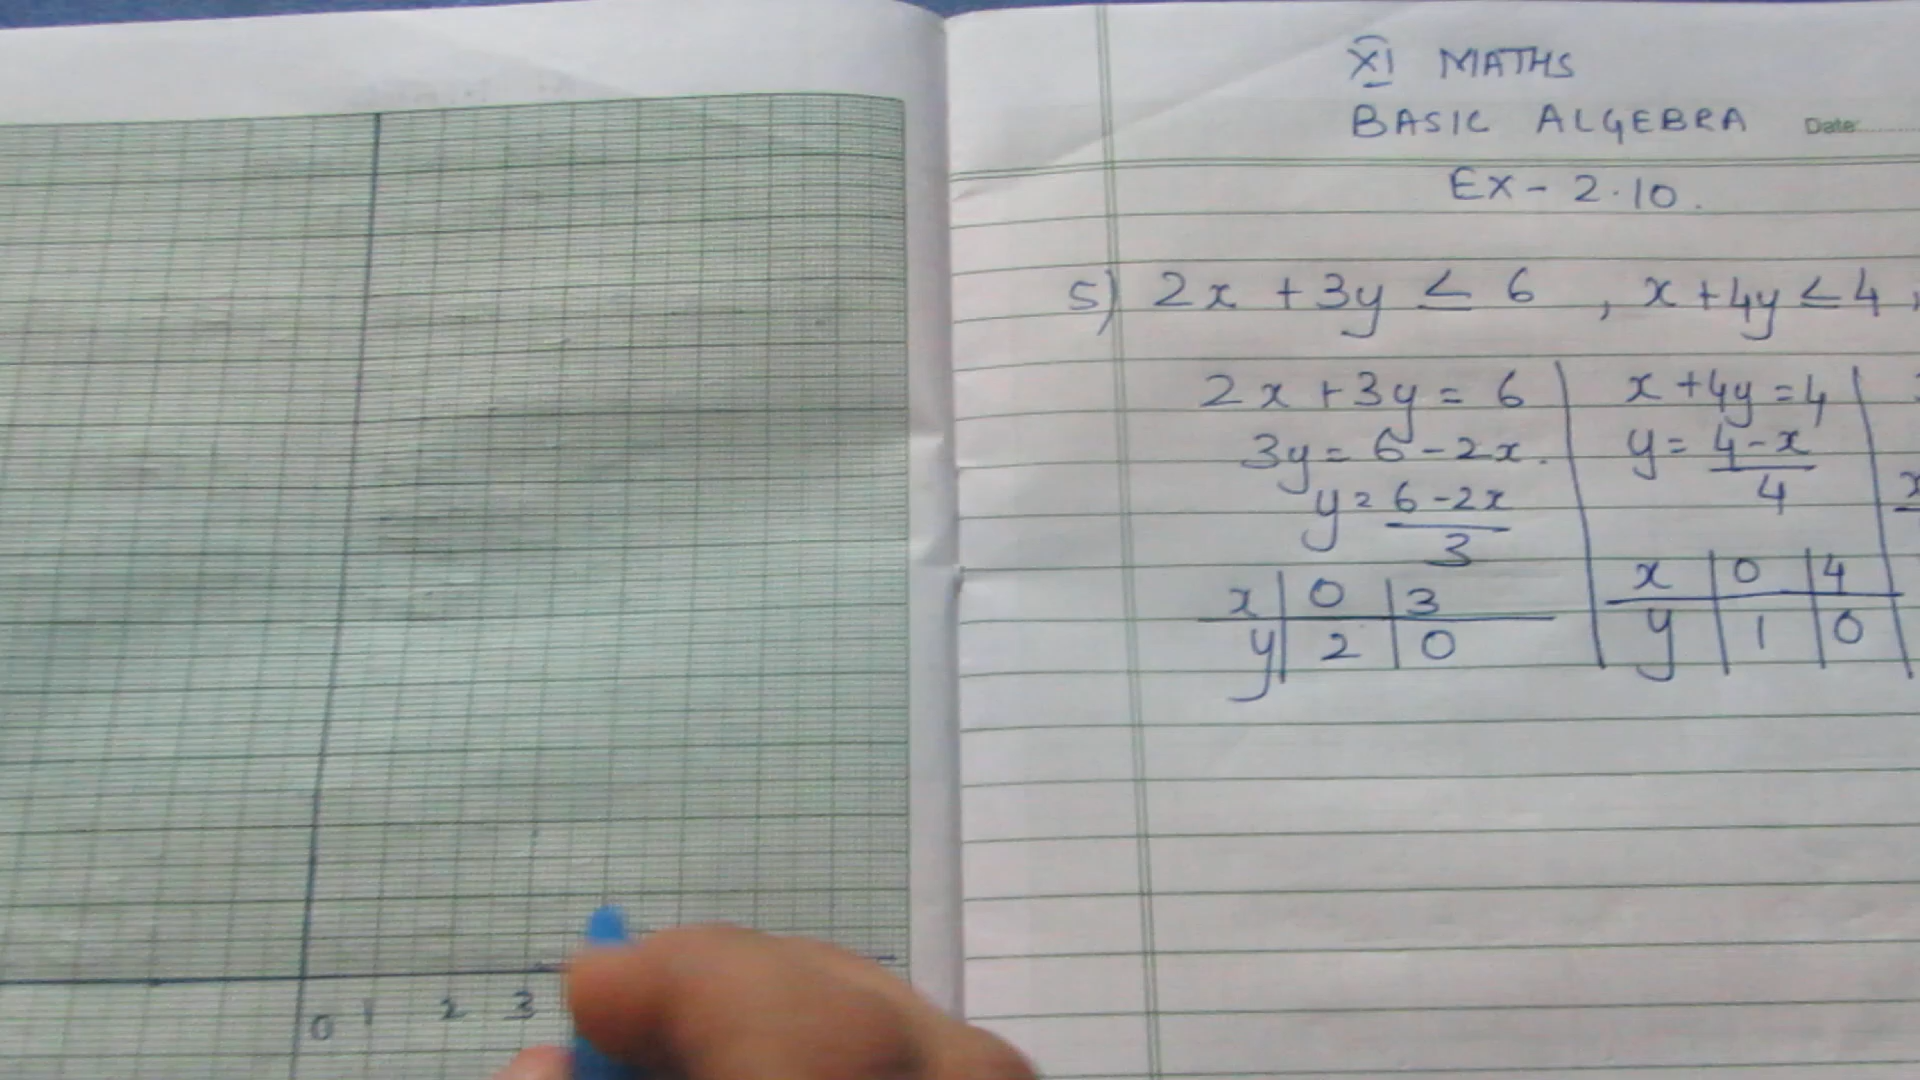 XI MATHS
BASIC ALGEBRA Date:
EX - 2.10.
5) 2x + 3y ≤ 6 , x + 4y ≤ 4 ,
2x + 3y = 6
3y = 6 - 2x.
y = 6 - 2x
3
x 0 3
y 2 0
x + 4y = 4
y = 4 - x
4
x 0 4
y 1 0
0 1 2 3